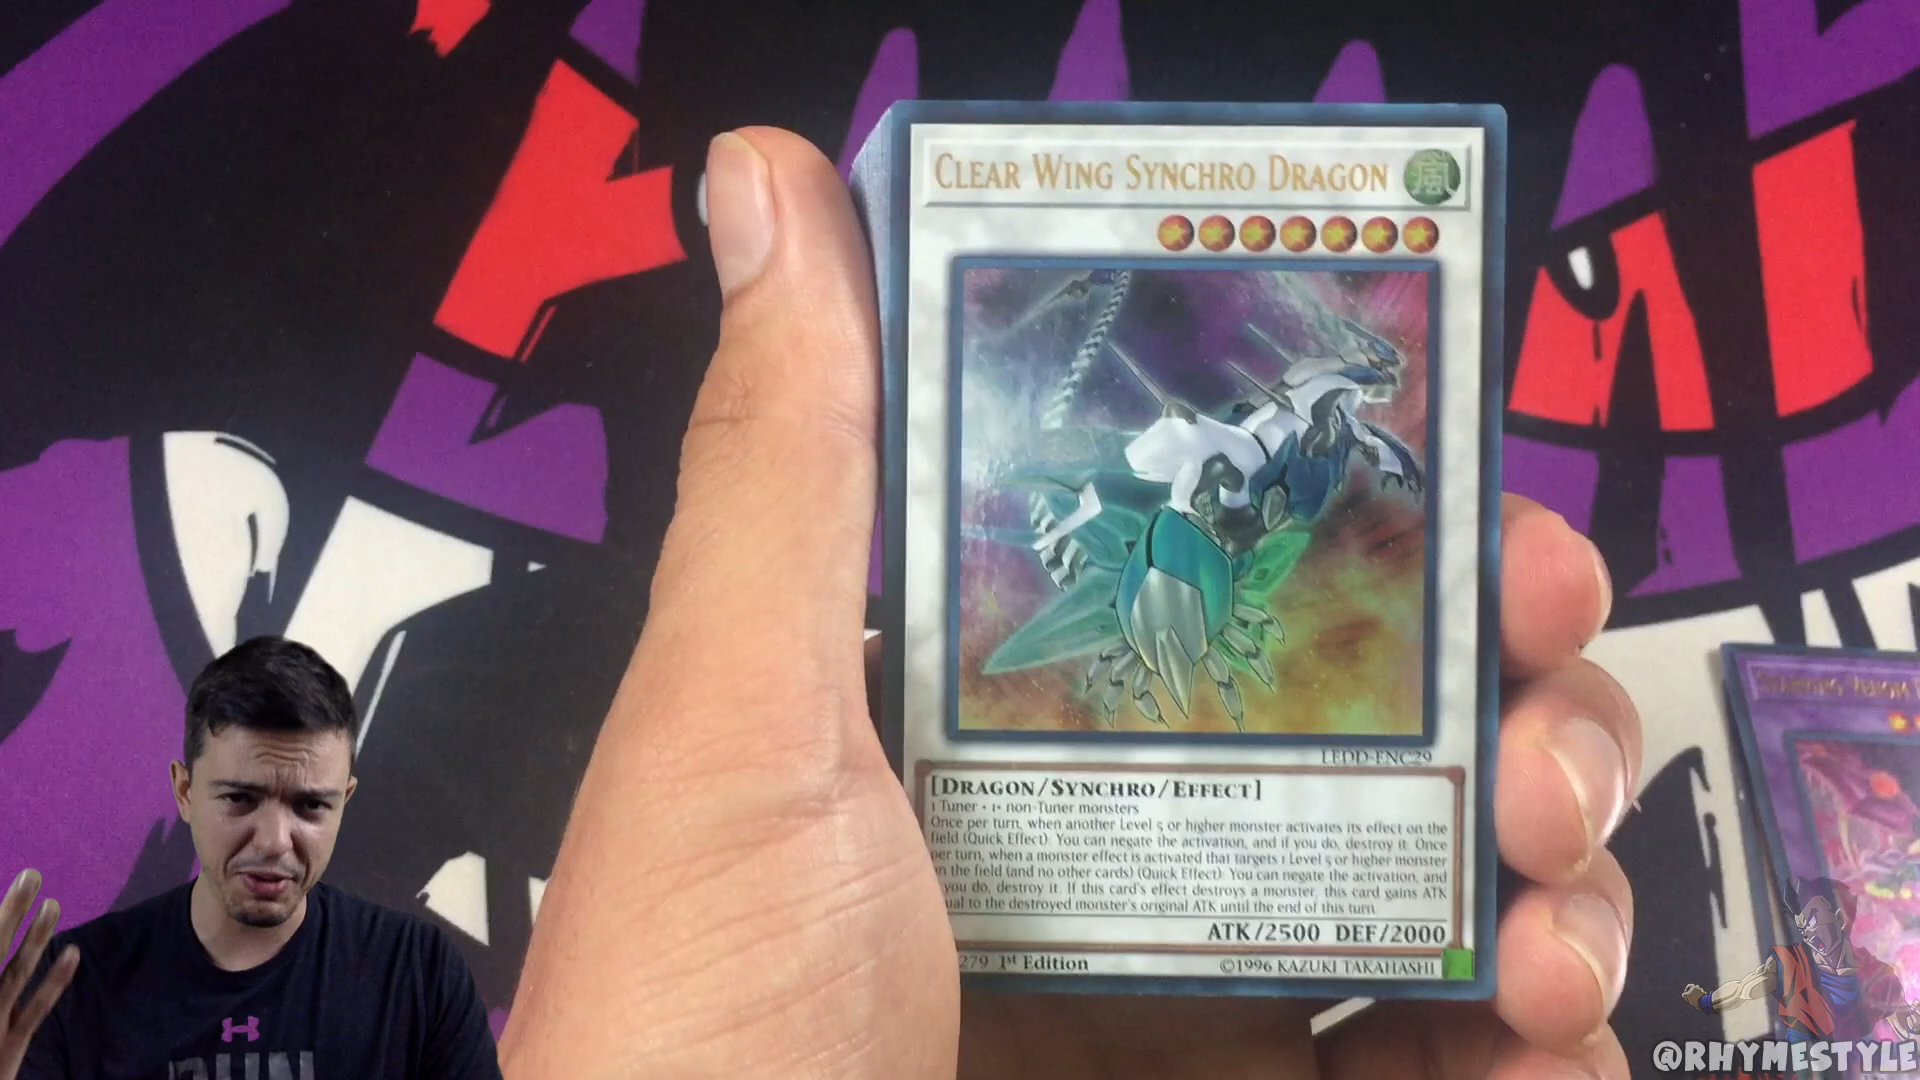 CLEAR WING SYNCHRO DRAGON
風
LEDD-ENC29
[DRAGON/SYNCHRO/EFFECT]
1 Tuner + 1+ non-Tuner monsters
Once per turn, when another Level 5 or higher monster activates its effect on the
field (Quick Effect): You can negate the activation, and if you do, destroy it. Once
per turn, when a monster effect is activated that targets 1 Level 5 or higher monster
on the field (and no other cards) (Quick Effect): You can negate the activation, and
you do, destroy it. If this card's effect destroys a monster, this card gains ATK
ual to the destroyed monster's original ATK until the end of this turn.
ATK/2500 DEF/2000
279 1st Edition
©1996 KAZUKI TAKAHASHI
VENOM
RUN
@RHYMESTYLE